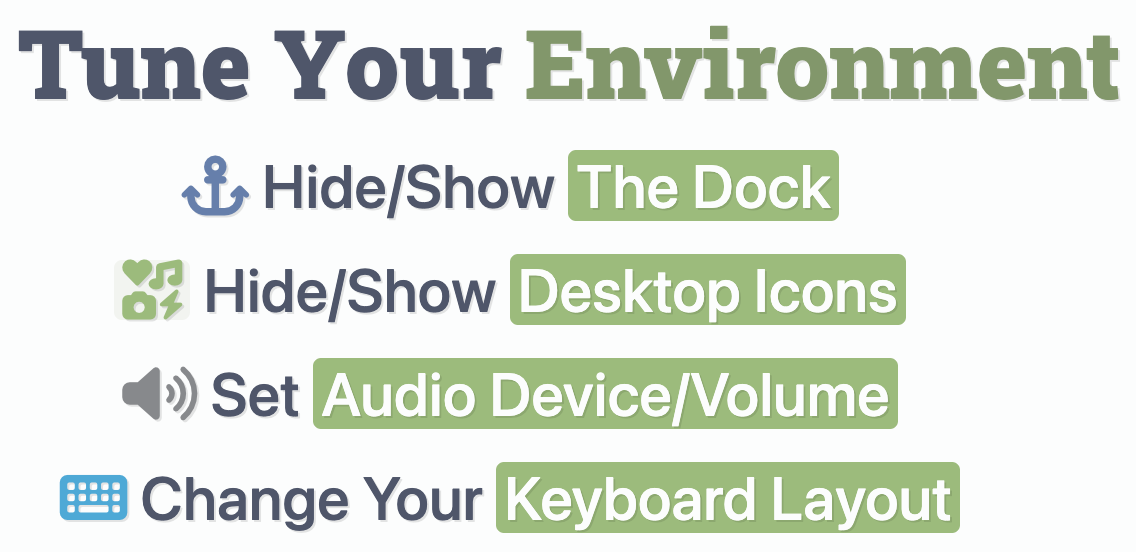 Tune Your Environment
Hide/Show The Dock
Hide/Show Desktop Icons
Set Audio Device/Volume
Change Your Keyboard Layout